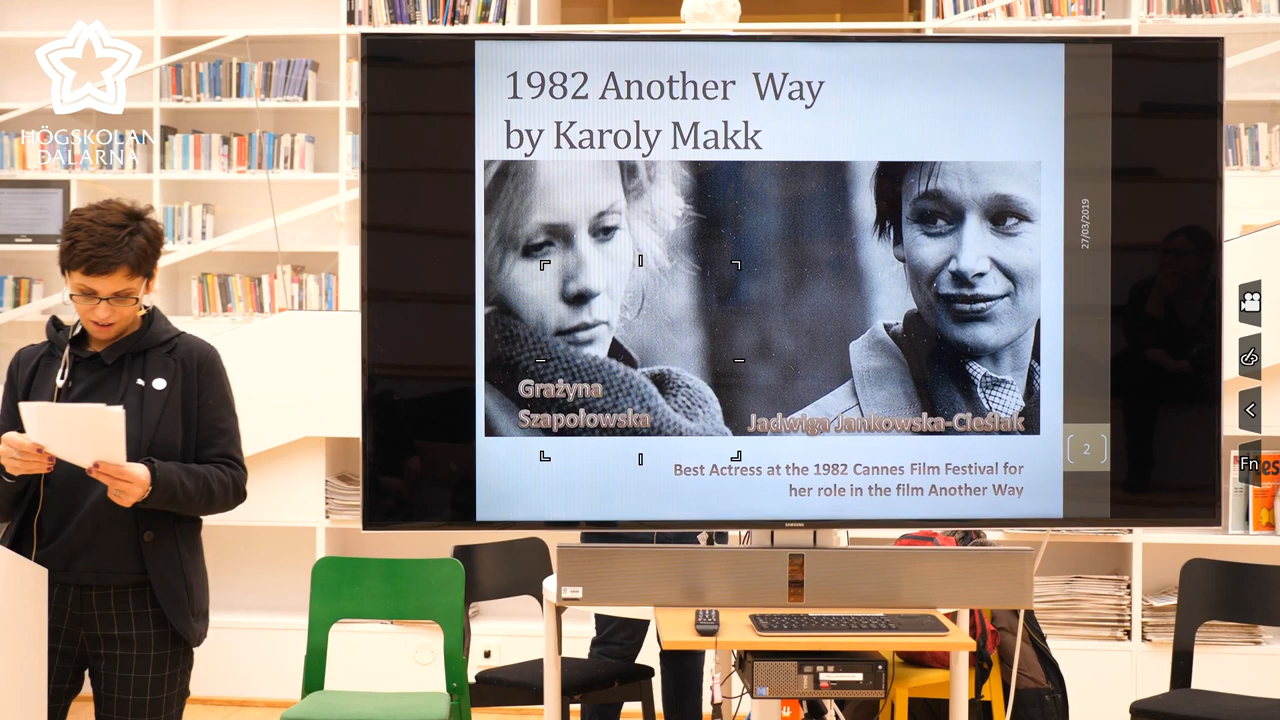 HÖGSKOLAN
DALARNA
1982 Another Way
by Karoly Makk
27/03/2019
Grażyna
Szapołowska
Jadwiga Jankowska-Cieślak
2
Best Actress at the 1982 Cannes Film Festival for
her role in the film Another Way
SAMSUNG
Fn